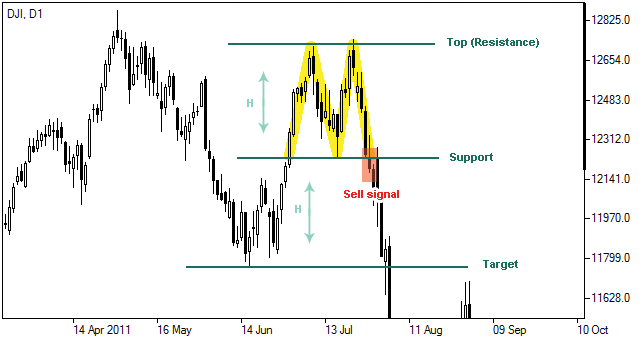 DJI, D1
12825.0
Top (Resistance)
12654.0
H
12483.0
12312.0
Support
12141.0
Sell signal
H
11970.0
Target
11799.0
11628.0
14 Apr 2011 16 May 14 Jun 13 Jul 11 Aug 09 Sep 10 Oct